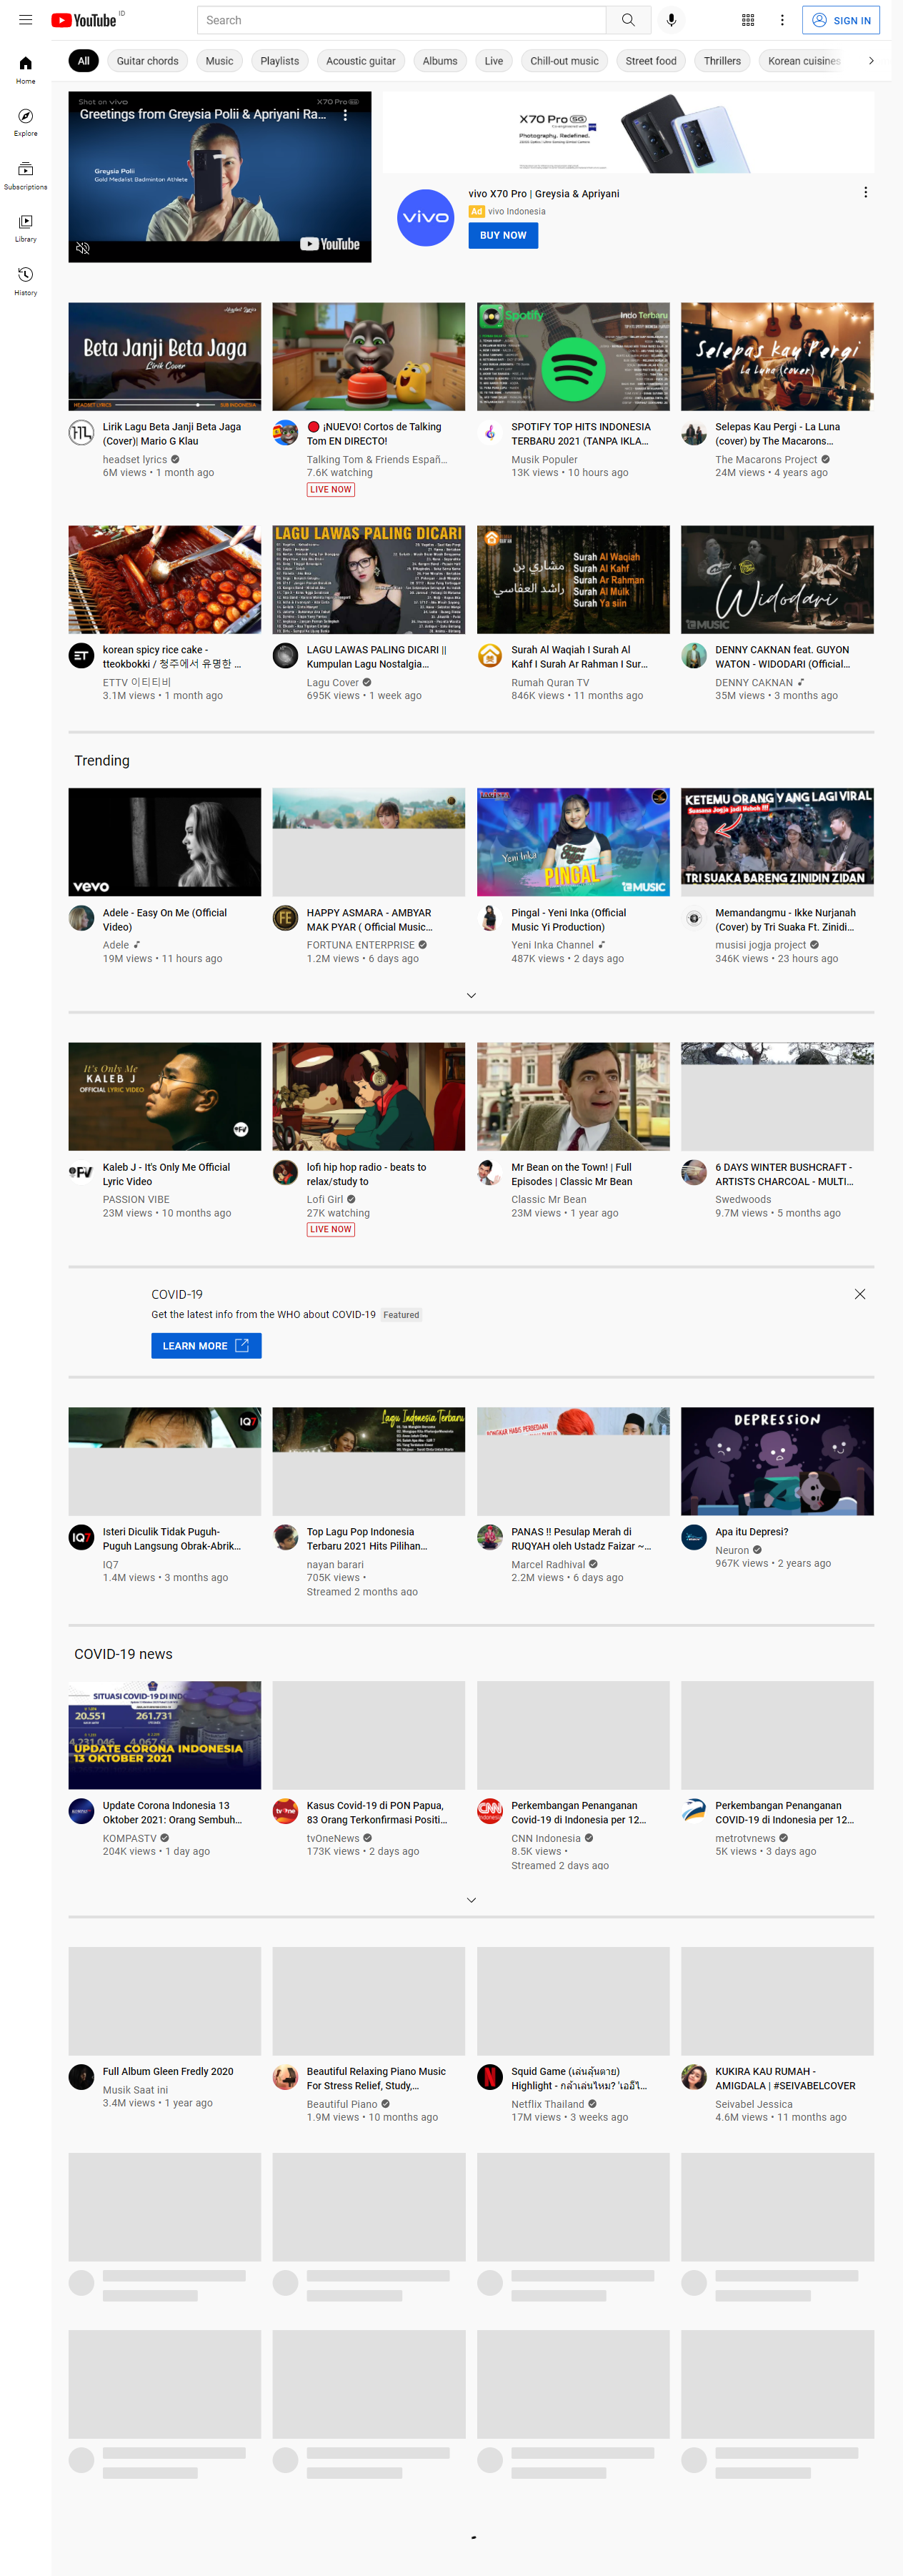 YouTube ID
Search
SIGN IN
Home
Explore
Subscriptions
Library
History
All
Guitar chords
Music
Playlists
Acoustic guitar
Albums
Live
Chill-out music
Street food
Thrillers
Korean cuisines
Shot on vivo
X70 Pro 5G
Greetings from Greysia Polii & Apriyani Ra...
Greysia Polii
Gold Medalist Badminton Athlete
YouTube
X70 Pro 5G
Photography. Redefined.
vivo
vivo X70 Pro | Greysia & Apriyani
Ad vivo Indonesia
BUY NOW
Beta Janji Beta Jaga
Lirik Cover
HEADSET LYRICS
SUB INDONESIA
Lirik Lagu Beta Janji Beta Jaga
(Cover)| Mario G Klau
headset lyrics
6M views • 1 month ago
¡NUEVO! Cortos de Talking
Tom EN DIRECTO!
Talking Tom & Friends Españ...
7.6K watching
LIVE NOW
Spotify
Indo Terbaru
SPOTIFY TOP HITS INDONESIA
TERBARU 2021 (TANPA IKLA...
Musik Populer
13K views • 10 hours ago
Selepas Kau Pergi
La Luna (cover)
Selepas Kau Pergi - La Luna
(cover) by The Macarons...
The Macarons Project
24M views • 4 years ago
ET
korean spicy rice cake -
tteokbokki / 청주에서 유명한 ...
ETTV 이티티비
3.1M views • 1 month ago
LAGU LAWAS PALING DICARI
LAGU LAWAS PALING DICARI ||
Kumpulan Lagu Nostalgia...
Lagu Cover
695K views • 1 week ago
مشاري بن
راشد العفاسي
Surah Al Waqiah
Surah Al Kahf
Surah Ar Rahman
Surah Al Mulk
Surah Ya siin
Surah Al Waqiah I Surah Al
Kahf I Surah Ar Rahman I Sur...
Rumah Quran TV
846K views • 11 months ago
Widodari
MUSIC
DENNY CAKNAN feat. GUYON
WATON - WIDODARI (Official...
DENNY CAKNAN
35M views • 3 months ago
Trending
vevo
Adele - Easy On Me (Official
Video)
Adele
19M views • 11 hours ago
FE
HAPPY ASMARA - AMBYAR
MAK PYAR ( Official Music...
FORTUNA ENTERPRISE
1.2M views • 6 days ago
Yeni Inka
PINGAL
MUSIC
Pingal - Yeni Inka (Official
Music Yi Production)
Yeni Inka Channel
487K views • 2 days ago
KETEMU ORANG YANG LAGI VIRAL
Suasana Jogja jadi Heboh !!!
TRI SUAKA BARENG ZINIDIN ZIDAN
Memandangmu - Ikke Nurjanah
(Cover) by Tri Suaka Ft. Zinidi...
musisi jogja project
346K views • 23 hours ago
It's Only Me
KALEB J
OFFICIAL LYRIC VIDEO
Kaleb J - It's Only Me Official
Lyric Video
PASSION VIBE
23M views • 10 months ago
lofi hip hop radio - beats to
relax/study to
Lofi Girl
27K watching
LIVE NOW
Mr Bean on the Town! | Full
Episodes | Classic Mr Bean
Classic Mr Bean
23M views • 1 year ago
6 DAYS WINTER BUSHCRAFT -
ARTISTS CHARCOAL - MULTI...
Swedwoods
9.7M views • 5 months ago
COVID-19
Get the latest info from the WHO about COVID-19 Featured
LEARN MORE
IQ7
IQ7
Isteri Diculik Tidak Puguh-
Puguh Langsung Obrak-Abrik...
IQ7
1.4M views • 3 months ago
Lagu Indonesia Terbaru
Top Lagu Pop Indonesia
Terbaru 2021 Hits Pilihan...
nayan barari
705K views •
Streamed 2 months ago
PANAS !! Pesulap Merah di
RUQYAH oleh Ustadz Faizar ~...
Marcel Radhival
2.2M views • 6 days ago
DEPRESSION
Apa itu Depresi?
Neuron
967K views • 2 years ago
COVID-19 news
SITUASI COVID-19 DI INDO
20.551
261.731
4.231.046
UPDATE CORONA INDONESIA
13 OKTOBER 2021
Update Corona Indonesia 13
Oktober 2021: Orang Sembuh...
KOMPASTV
204K views • 1 day ago
tvOne
Kasus Covid-19 di PON Papua,
83 Orang Terkonfirmasi Positi...
tvOneNews
173K views • 2 days ago
CNN
Indonesia
Perkembangan Penanganan
Covid-19 di Indonesia per 12...
CNN Indonesia
8.5K views •
Streamed 2 days ago
Perkembangan Penanganan
COVID-19 di Indonesia per 12...
metrotvnews
5K views • 3 days ago
Full Album Gleen Fredly 2020
Musik Saat ini
3.4M views • 1 year ago
Beautiful Relaxing Piano Music
For Stress Relief, Study,...
Beautiful Piano
1.9M views • 10 months ago
N
Squid Game (เล่นลุ้นตาย)
Highlight - กล้าเล่นไหม? 'เออีไ...
Netflix Thailand
17M views • 3 weeks ago
KUKIRA KAU RUMAH -
AMIGDALA | #SEIVABELCOVER
Seivabel Jessica
4.6M views • 11 months ago